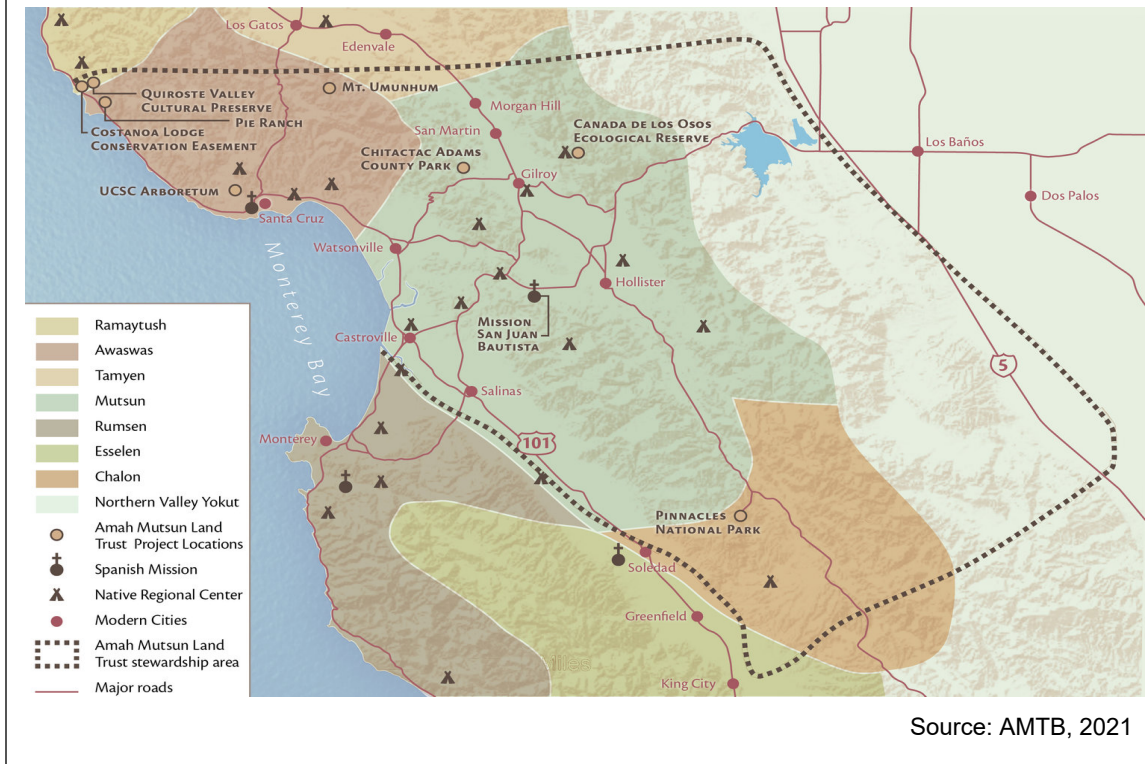 Los Gatos
Edenvale
Quiroste Valley
Cultural Preserve
Pie Ranch
Costanoa Lodge
Conservation Easement
Mt. Umunhum
Morgan Hill
San Martin
Canada de los Osos
Ecological Reserve
Chitactac Adams
County Park
Gilroy
Los Baños
Dos Palos
UCSC Arboretum
Santa Cruz
Watsonville
Hollister
Monterey Bay
Mission
San Juan
Bautista
Castroville
Salinas
Monterey
101
5
Pinnacles
National Park
Soledad
Greenfield
King City
Ramaytush
Awaswas
Tamyen
Mutsun
Rumsen
Esselen
Chalon
Northern Valley Yokut
Amah Mutsun Land
Trust Project Locations
Spanish Mission
Native Regional Center
Modern Cities
Amah Mutsun Land
Trust stewardship area
Major roads
Source: AMTB, 2021